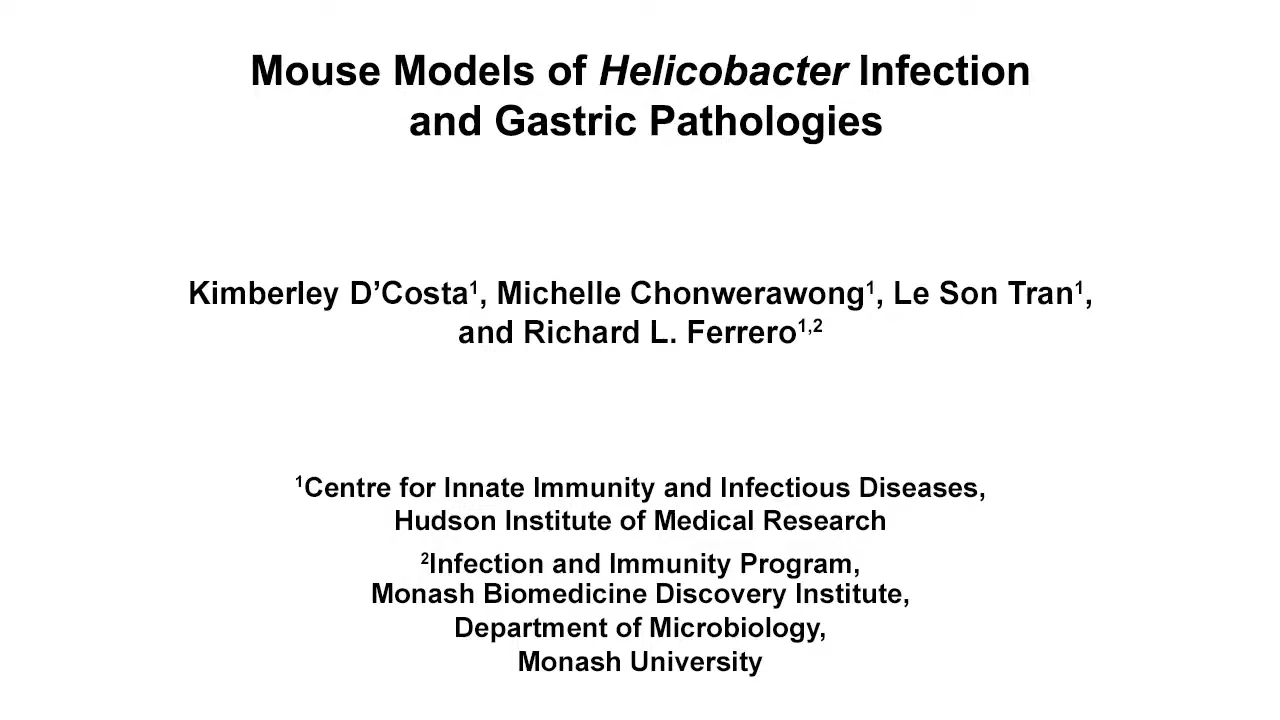 Mouse Models of Helicobacter Infection
and Gastric Pathologies
Kimberley D’Costa¹, Michelle Chonwerawong¹, Le Son Tran¹,
and Richard L. Ferrero¹,²
¹Centre for Innate Immunity and Infectious Diseases,
Hudson Institute of Medical Research
²Infection and Immunity Program,
Monash Biomedicine Discovery Institute,
Department of Microbiology,
Monash University